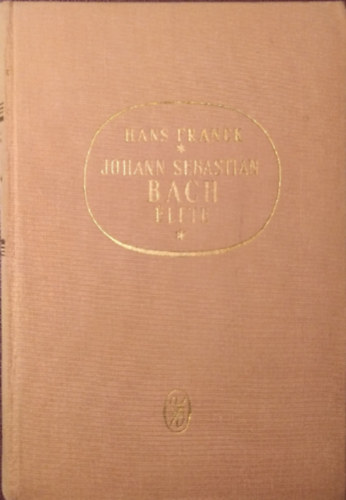 HANS FRANCK
*
JOHANN SEBASTIAN
BACH
ÉLETE
*